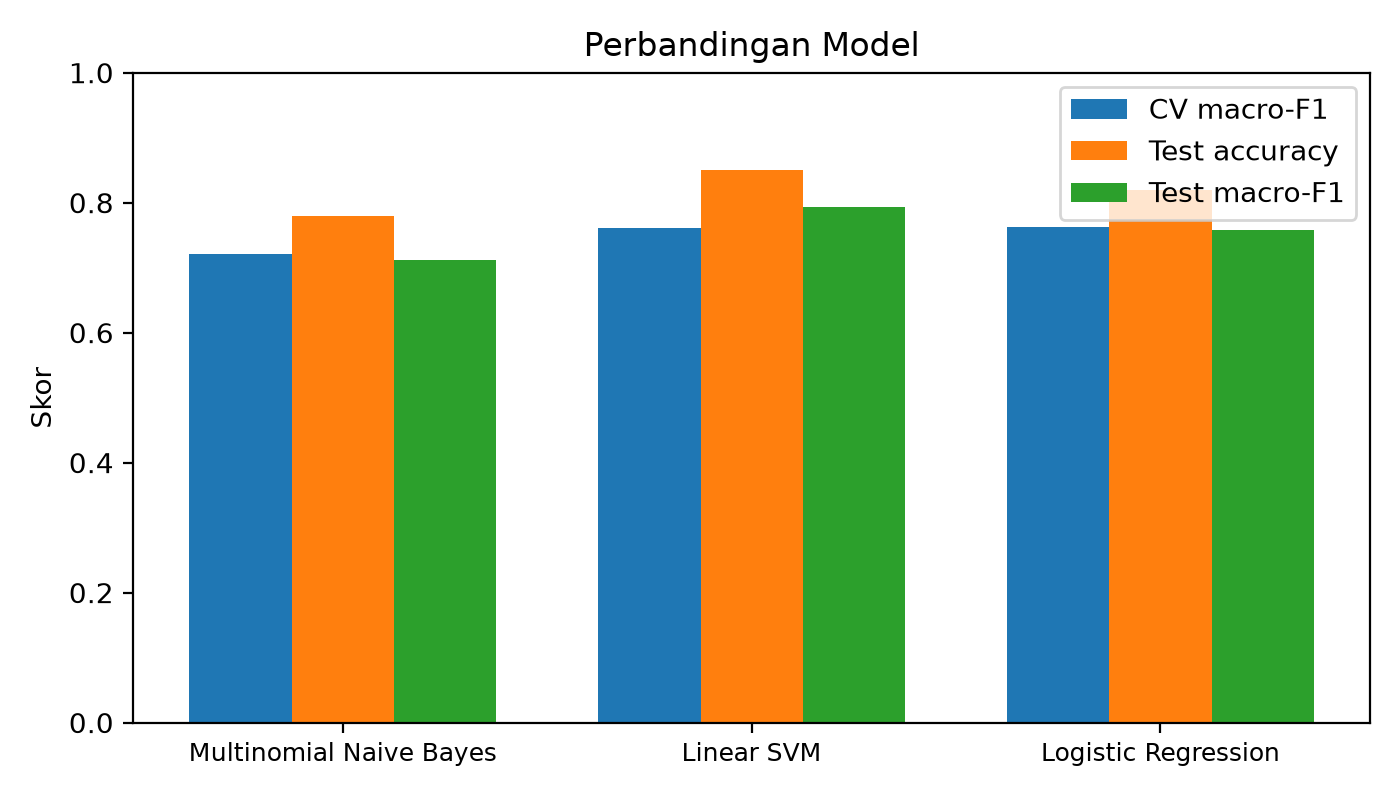 Perbandingan Model
1.0
0.8
0.6
0.4
0.2
0.0
Skor
CV macro-F1
Test accuracy
Test macro-F1
Multinomial Naive Bayes
Linear SVM
Logistic Regression